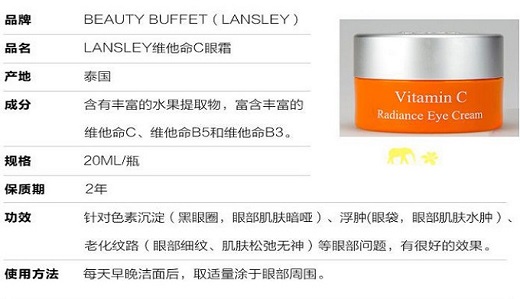 品牌 BEAUTY BUFFET（LANSLEY）
品名 LANSLEY维他命C眼霜
产地 泰国
成分 含有丰富的水果提取物，富含丰富的
维他命C、维他命B5和维他命B3。
规格 20ML/瓶
保质期 2年
功效 针对色素沉淀（黑眼圈，眼部肌肤暗哑）、浮肿(眼袋，眼部肌肤水肿）、
老化纹路（眼部细纹、肌肤松弛无神）等眼部问题，有很好的效果。
使用方法 每天早晚洁面后，取适量涂于眼部周围。
Vitamin C
Radiance Eye Cream